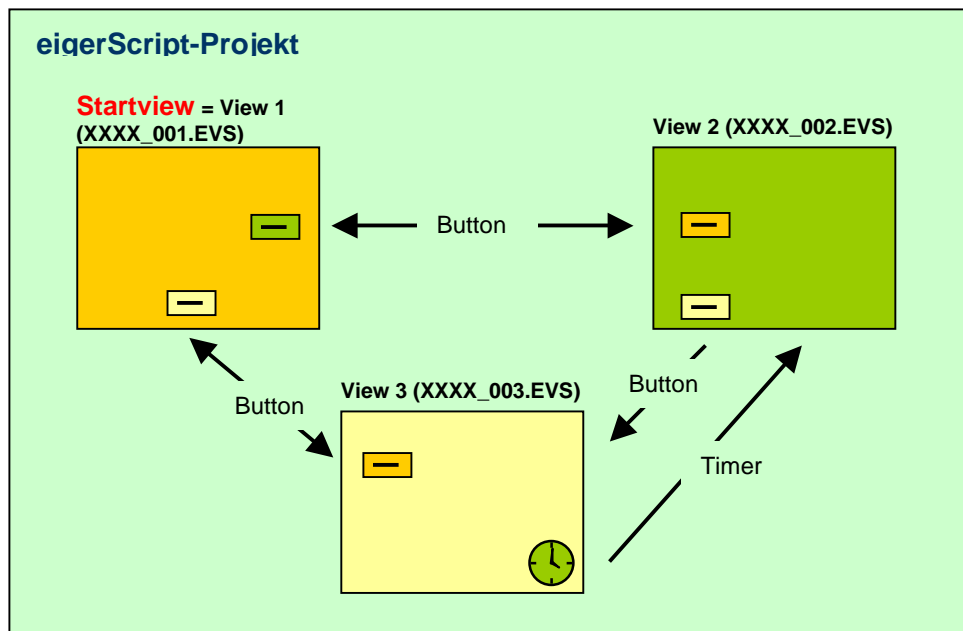 eigerScript-Projekt
Startview = View 1
(XXXX_001.EVS)
View 2 (XXXX_002.EVS)
Button
View 3 (XXXX_003.EVS)
Button
Button
Timer